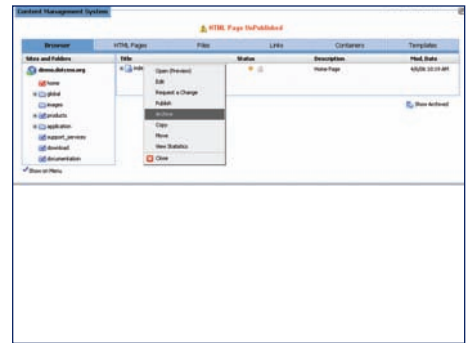 Content Management System
HTML Page UnPublished
Browser HTML Pages Files Links Containers Templates
Sites and Folders Title Status Description Mod. Date
demo.dotcms.org index Home Page
home
global
images
products
application
support_services
download
documentation
Show on Menu
Open (Preview)
Edit
Request a Change
Publish
Archive
Copy
Move
View Statistics
Close
Show Archived